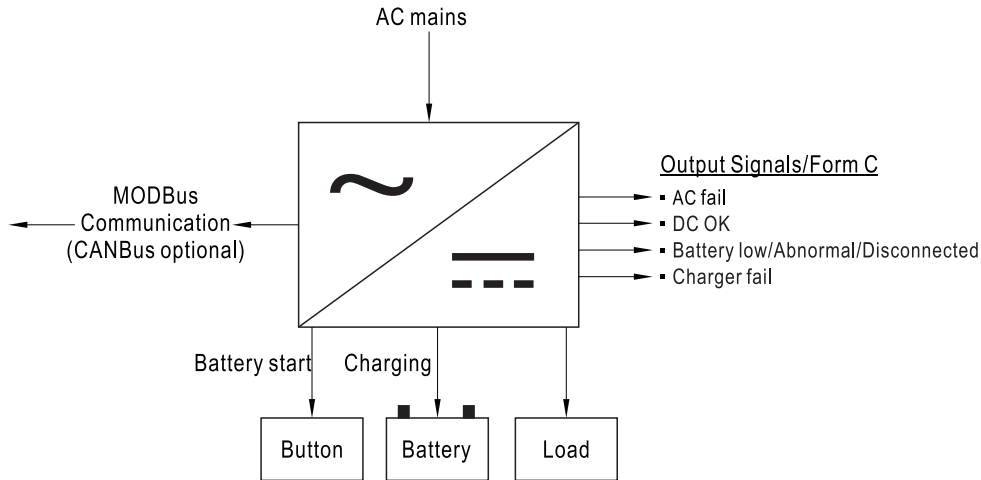 AC mains
MODBus
Communication
(CANBus optional)
Output Signals/Form C
▪ AC fail
▪ DC OK
▪ Battery low/Abnormal/Disconnected
▪ Charger fail
Battery start
Charging
Button
Battery
Load